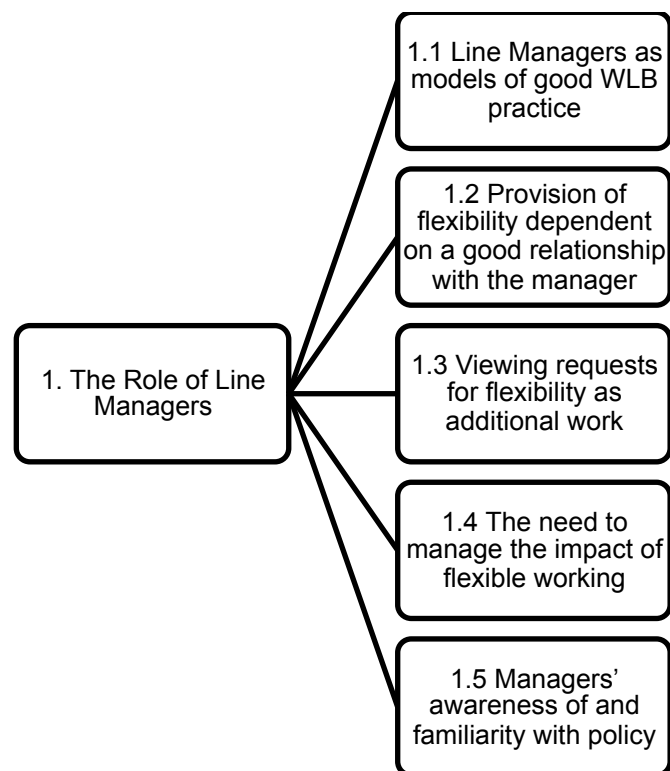 1.1 Line Managers as
models of good WLB
practice
1.2 Provision of
flexibility dependent
on a good relationship
with the manager
1. The Role of Line
Managers
1.3 Viewing requests
for flexibility as
additional work
1.4 The need to
manage the impact of
flexible working
1.5 Managers’
awareness of and
familiarity with policy